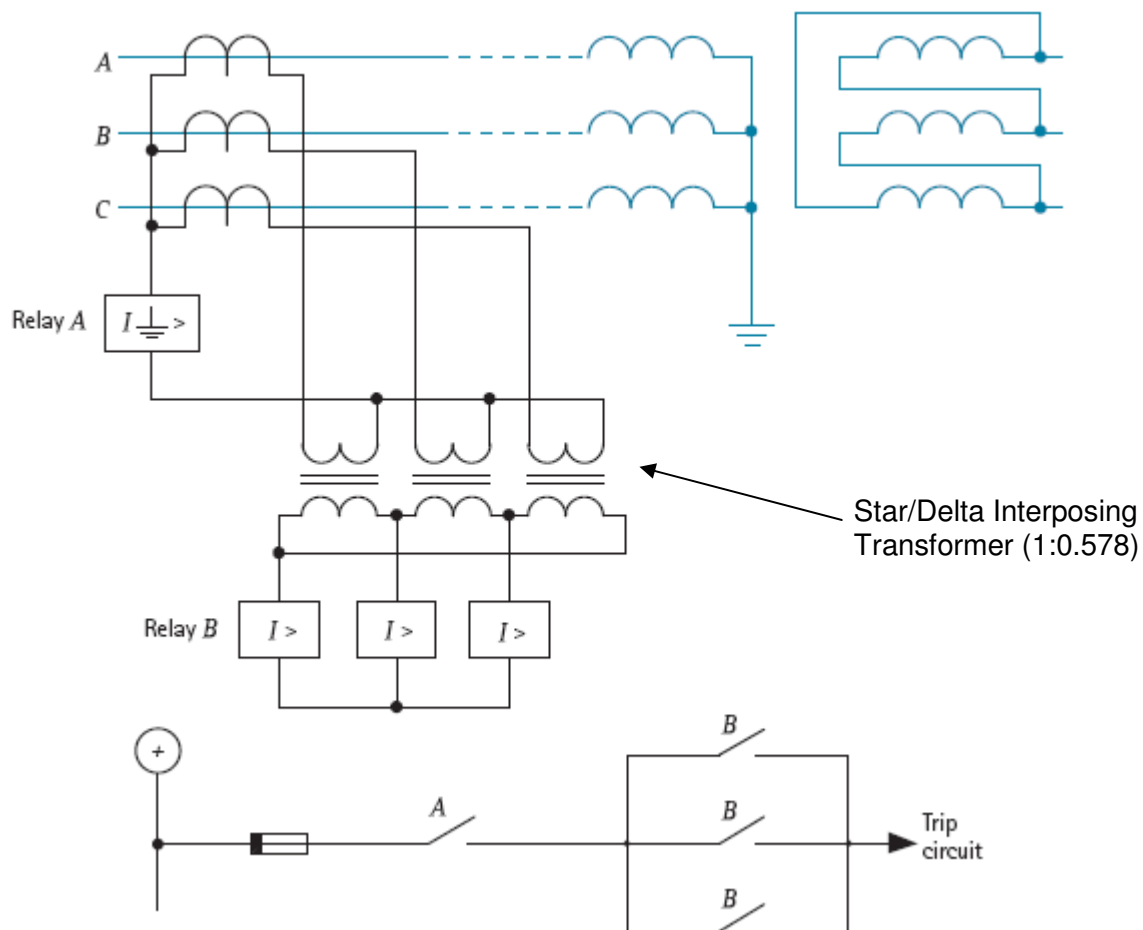 A
B
C
Relay A
I >
Star/Delta Interposing
Transformer (1:0.578)
Relay B
I >
I >
I >
+
A
B
B
B
Trip
circuit